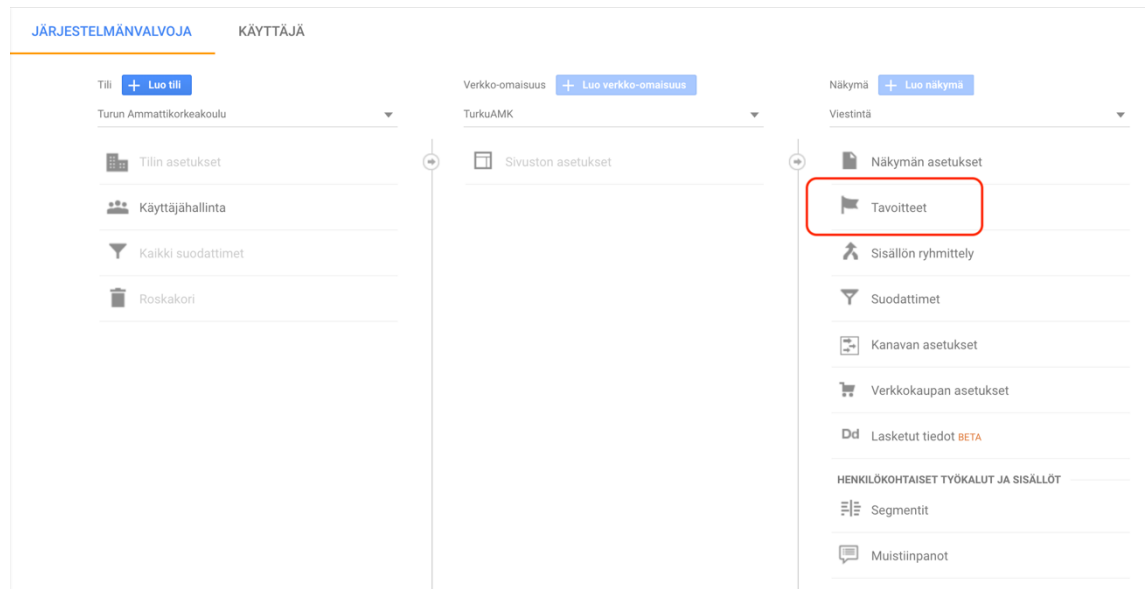 JÄRJESTELMÄNVALVOJA KÄYTTÄJÄ
Tili + Luo tili
Turun Ammattikorkeakoulu
Tilin asetukset
Käyttäjähallinta
Kaikki suodattimet
Roskakori
Verkko-omaisuus + Luo verkko-omaisuus
TurkuAMK
Sivuston asetukset
Näkymä + Luo näkymä
Viestintä
Näkymän asetukset
Tavoitteet
Sisällön ryhmittely
Suodattimet
Kanavan asetukset
Verkkokaupan asetukset
Dd Lasketut tiedot BETA
HENKILÖKOHTAISET TYÖKALUT JA SISÄLLÖT
Segmentit
Muistiinpanot